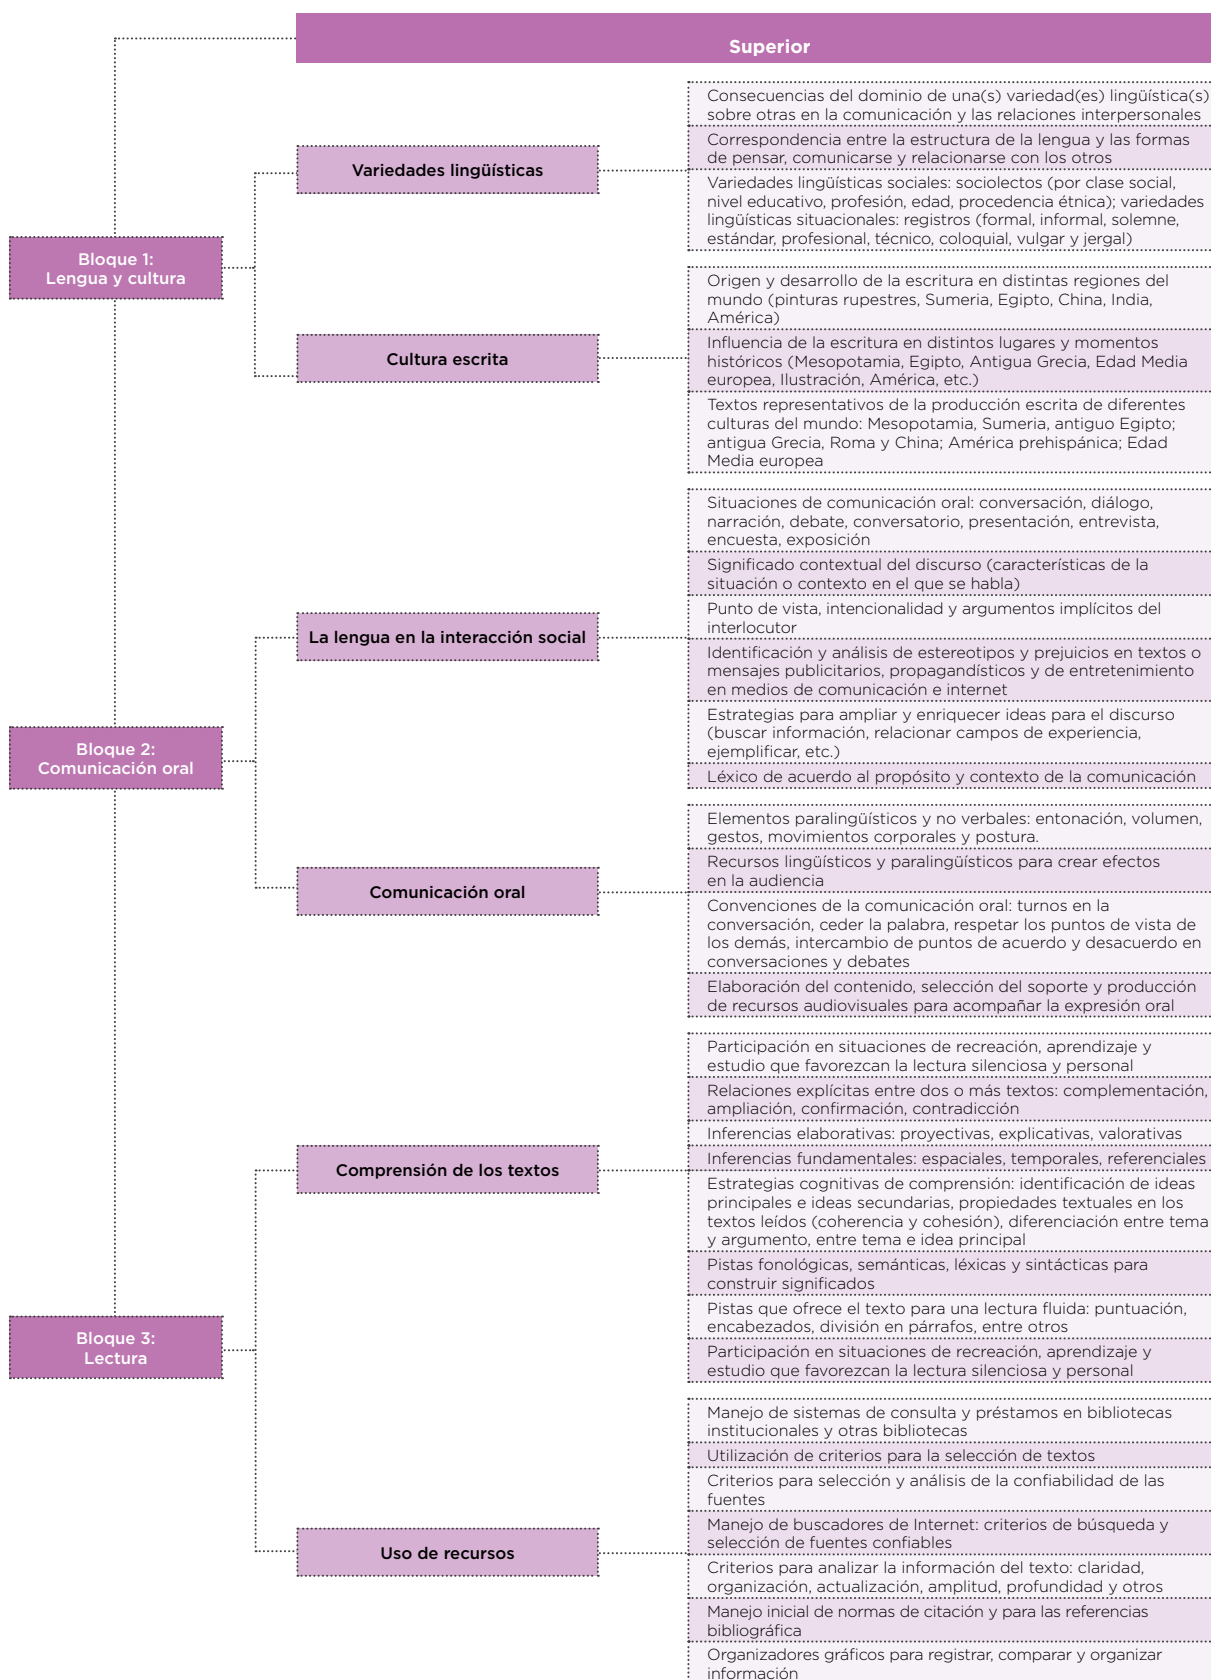 Superior
Bloque 1:
Lengua y cultura
Variedades lingüísticas
Consecuencias del dominio de una(s) variedad(es) lingüística(s)
sobre otras en la comunicación y las relaciones interpersonales
Correspondencia entre la estructura de la lengua y las formas
de pensar, comunicarse y relacionarse con los otros
Variedades lingüísticas sociales: sociolectos (por clase social,
nivel educativo, profesión, edad, procedencia étnica); variedades
lingüísticas situacionales: registros (formal, informal, solemne,
estándar, profesional, técnico, coloquial, vulgar y jergal)
Cultura escrita
Origen y desarrollo de la escritura en distintas regiones del
mundo (pinturas rupestres, Sumeria, Egipto, China, India,
América)
Influencia de la escritura en distintos lugares y momentos
históricos (Mesopotamia, Egipto, Antigua Grecia, Edad Media
europea, Ilustración, América, etc.)
Textos representativos de la producción escrita de diferentes
culturas del mundo: Mesopotamia, Sumeria, antiguo Egipto;
antigua Grecia, Roma y China; América prehispánica; Edad
Media europea
Bloque 2:
Comunicación oral
La lengua en la interacción social
Situaciones de comunicación oral: conversación, diálogo,
narración, debate, conversatorio, presentación, entrevista,
encuesta, exposición
Significado contextual del discurso (características de la
situación o contexto en el que se habla)
Punto de vista, intencionalidad y argumentos implícitos del
interlocutor
Identificación y análisis de estereotipos y prejuicios en textos o
mensajes publicitarios, propagandísticos y de entretenimiento
en medios de comunicación e internet
Estrategias para ampliar y enriquecer ideas para el discurso
(buscar información, relacionar campos de experiencia,
ejemplificar, etc.)
Léxico de acuerdo al propósito y contexto de la comunicación
Comunicación oral
Elementos paralingüísticos y no verbales: entonación, volumen,
gestos, movimientos corporales y postura.
Recursos lingüísticos y paralingüísticos para crear efectos
en la audiencia
Convenciones de la comunicación oral: turnos en la
conversación, ceder la palabra, respetar los puntos de vista de
los demás, intercambio de puntos de acuerdo y desacuerdo en
conversaciones y debates
Elaboración del contenido, selección del soporte y producción
de recursos audiovisuales para acompañar la expresión oral
Bloque 3:
Lectura
Comprensión de los textos
Participación en situaciones de recreación, aprendizaje y
estudio que favorezcan la lectura silenciosa y personal
Relaciones explícitas entre dos o más textos: complementación,
ampliación, confirmación, contradicción
Inferencias elaborativas: proyectivas, explicativas, valorativas
Inferencias fundamentales: espaciales, temporales, referenciales
Estrategias cognitivas de comprensión: identificación de ideas
principales e ideas secundarias, propiedades textuales en los
textos leídos (coherencia y cohesión), diferenciación entre tema
y argumento, entre tema e idea principal
Pistas fonológicas, semánticas, léxicas y sintácticas para
construir significados
Pistas que ofrece el texto para una lectura fluida: puntuación,
encabezados, división en párrafos, entre otros
Participación en situaciones de recreación, aprendizaje y
estudio que favorezcan la lectura silenciosa y personal
Uso de recursos
Manejo de sistemas de consulta y préstamos en bibliotecas
institucionales y otras bibliotecas
Utilización de criterios para la selección de textos
Criterios para selección y análisis de la confiabilidad de las
fuentes
Manejo de buscadores de Internet: criterios de búsqueda y
selección de fuentes confiables
Criterios para analizar la información del texto: claridad,
organización, actualización, amplitud, profundidad y otros
Manejo inicial de normas de citación y para las referencias
bibliográfica
Organizadores gráficos para registrar, comparar y organizar
información